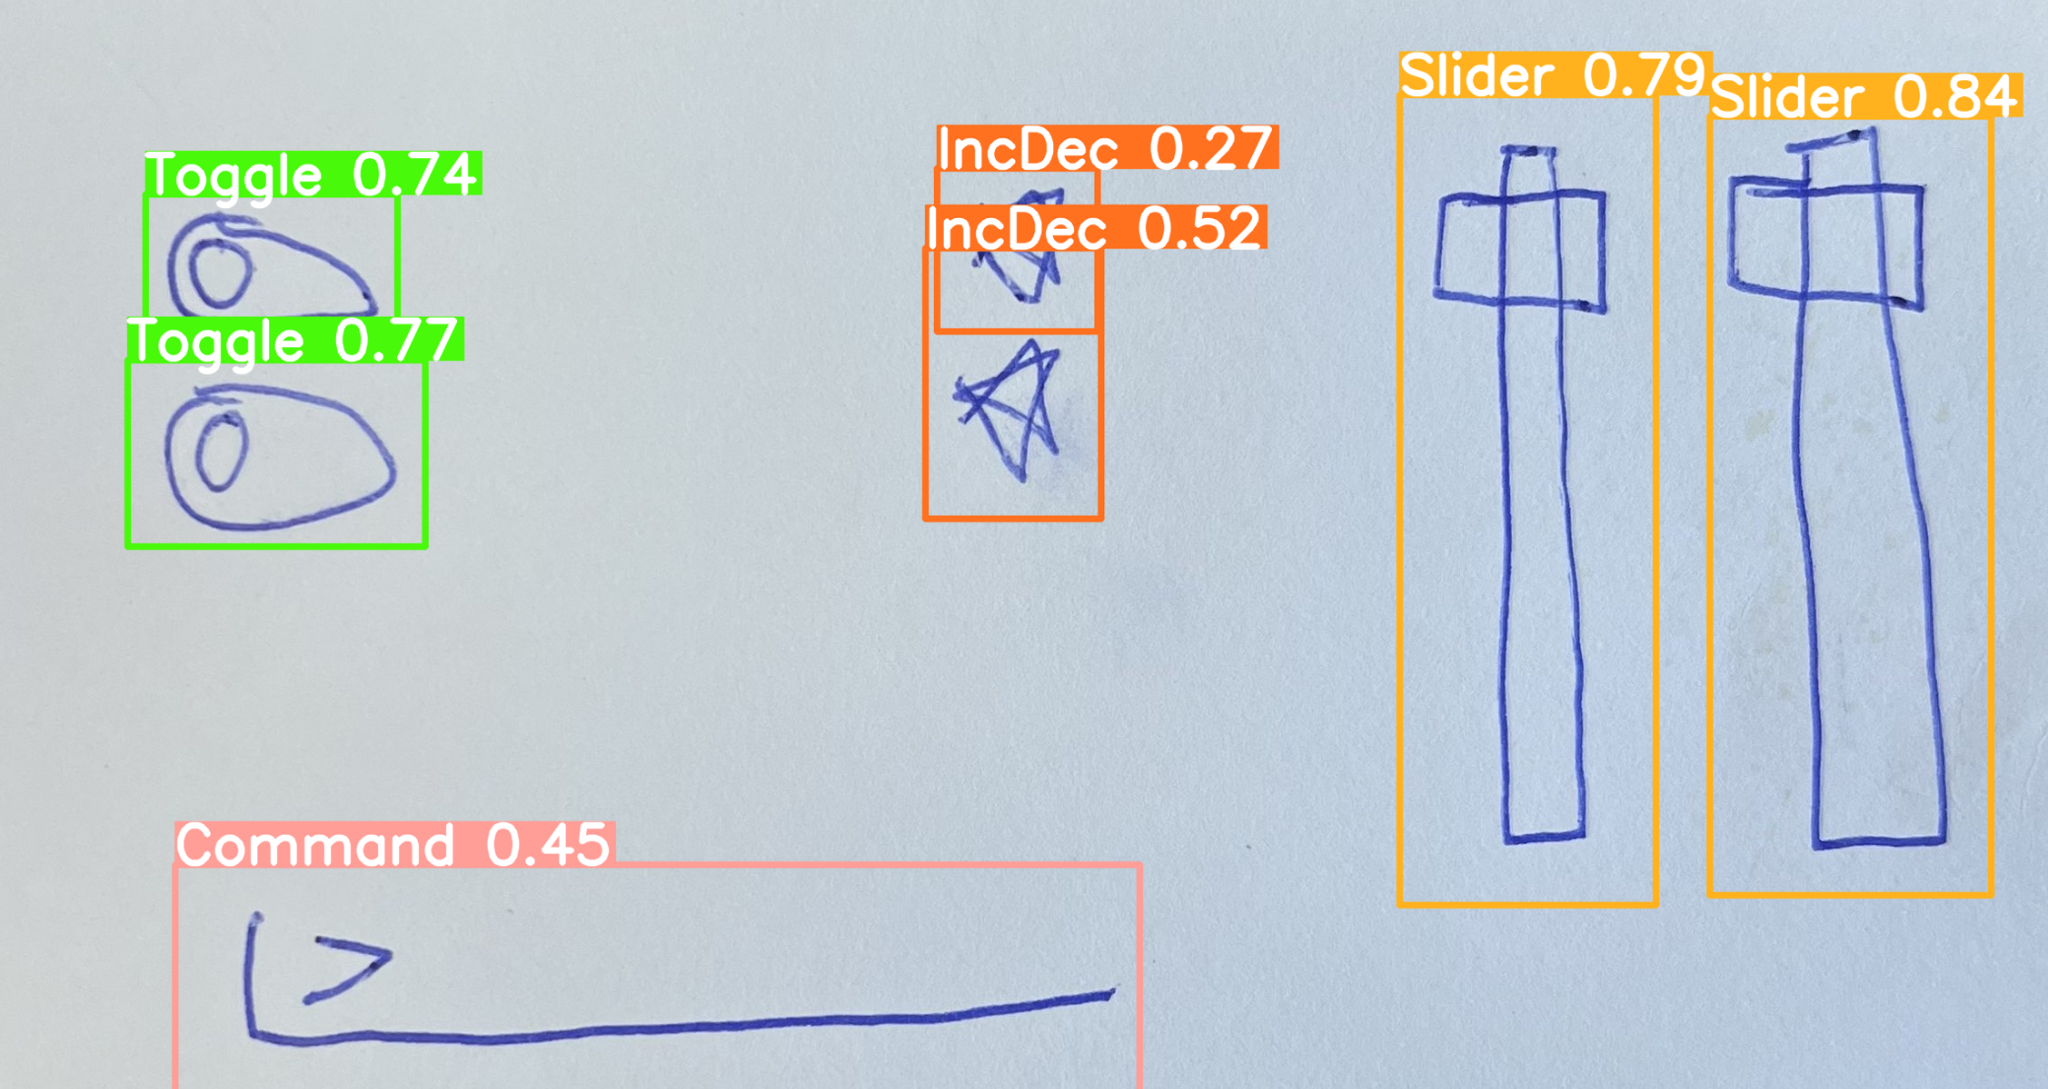 Slider 0.79
Slider 0.84
IncDec 0.27
Toggle 0.74
IncDec 0.52
Toggle 0.77
Command 0.45
>